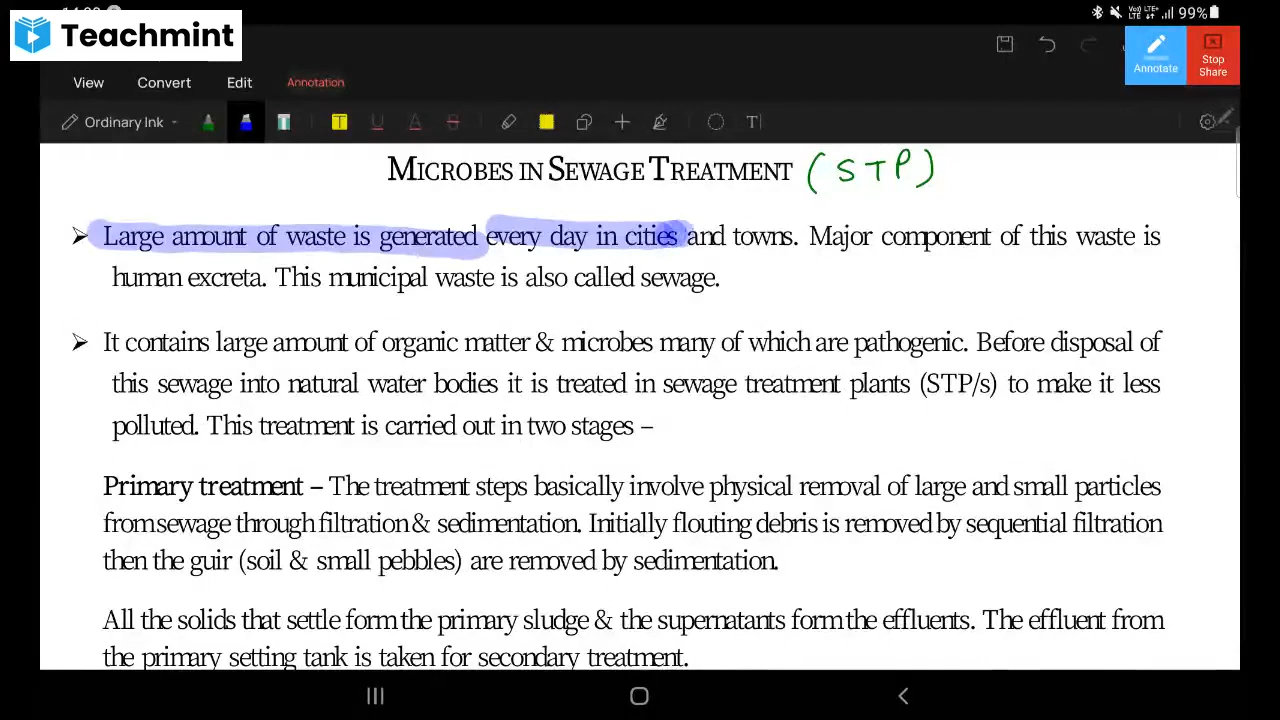 Teachmint
Vo) LTE LTE+ 99%
View Convert Edit Annotation
Annotate
Stop Share
Ordinary Ink
MICROBES IN SEWAGE TREATMENT (STP)
➤ Large amount of waste is generated every day in cities and towns. Major component of this waste is
human excreta. This municipal waste is also called sewage.
➤ It contains large amount of organic matter & microbes many of which are pathogenic. Before disposal of
this sewage into natural water bodies it is treated in sewage treatment plants (STP/s) to make it less
polluted. This treatment is carried out in two stages –
Primary treatment – The treatment steps basically involve physical removal of large and small particles
from sewage through filtration & sedimentation. Initially flouting debris is removed by sequential filtration
then the guir (soil & small pebbles) are removed by sedimentation.
All the solids that settle form the primary sludge & the supernatants form the effluents. The effluent from
the primary setting tank is taken for secondary treatment.